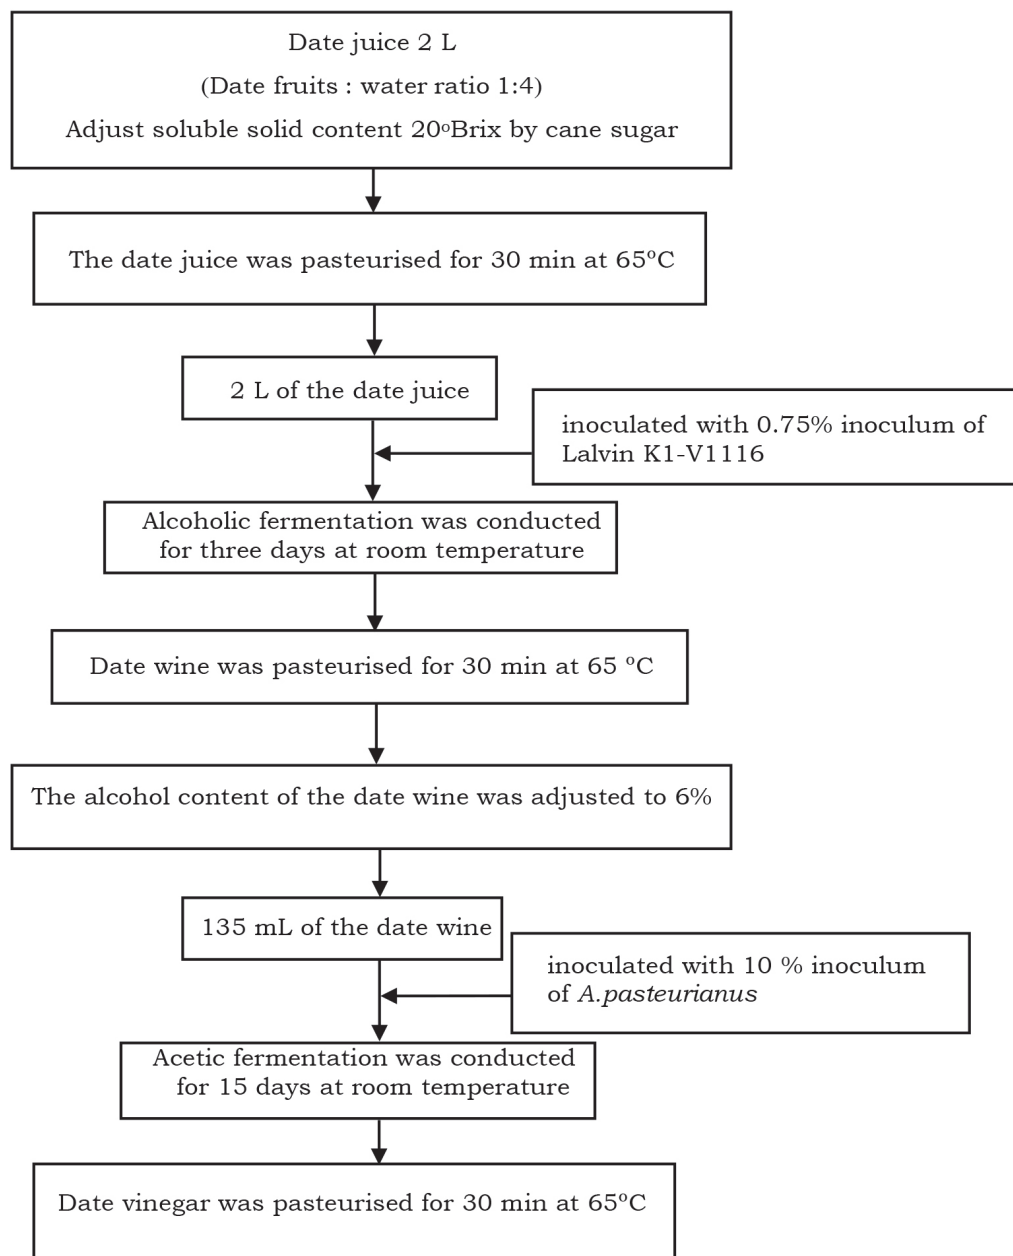 Date juice 2 L
(Date fruits : water ratio 1:4)
Adjust soluble solid content 20ºBrix by cane sugar
The date juice was pasteurised for 30 min at 65ºC
2 L of the date juice
inoculated with 0.75% inoculum of
Lalvin K1-V1116
Alcoholic fermentation was conducted
for three days at room temperature
Date wine was pasteurised for 30 min at 65 ºC
The alcohol content of the date wine was adjusted to 6%
135 mL of the date wine
inoculated with 10 % inoculum
of A.pasteurianus
Acetic fermentation was conducted
for 15 days at room temperature
Date vinegar was pasteurised for 30 min at 65ºC